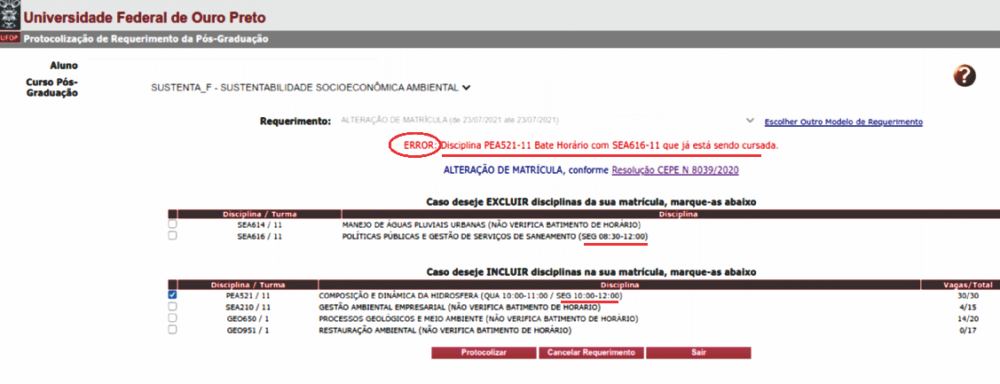 Universidade Federal de Ouro Preto
UFOP Protocolização de Requerimento da Pós-Graduação
Aluno
Curso Pós-
Graduação
SUSTENTA_F - SUSTENTABILIDADE SOCIOECONÔMICA AMBIENTAL
?
Requerimento: ALTERAÇÃO DE MATRÍCULA (de 23/07/2021 ate 23/07/2021) Escolher Outro Modelo de Requerimento
ERROR: Disciplina PEA521-11 Bate Horário com SEA616-11 que já está sendo cursada.
ALTERAÇÃO DE MATRÍCULA, conforme Resolução CEPE N 8039/2020
Caso deseje EXCLUIR disciplinas da sua matrícula, marque-as abaixo
Disciplina / Turma Disciplina
SEA614 / 11 MANEJO DE ÁGUAS PLUVIAIS URBANAS (NÃO VERIFICA BATIMENTO DE HORÁRIO)
SEA616 / 11 POLÍTICAS PÚBLICAS E GESTÃO DE SERVIÇOS DE SANEAMENTO (SEG 08:30-12:00)
Caso deseje INCLUIR disciplinas na sua matrícula, marque-as abaixo
Disciplina / Turma Disciplina Vagas/Total
PEA521 / 11 COMPOSIÇÃO E DINÂMICA DA HIDROSFERA (QUA 10:00-11:00 / SEG 10:00-12:00) 30/30
SEA210 / 11 GESTÃO AMBIENTAL EMPRESARIAL (NÃO VERIFICA BATIMENTO DE HORÁRIO) 4/15
GEO650 / 1 PROCESSOS GEOLÓGICOS E MEIO AMBIENTE (NÃO VERIFICA BATIMENTO DE HORÁRIO) 14/20
GEO951 / 1 RESTAURAÇÃO AMBIENTAL (NÃO VERIFICA BATIMENTO DE HORÁRIO) 0/17
Protocolizar Cancelar Requerimento Sair